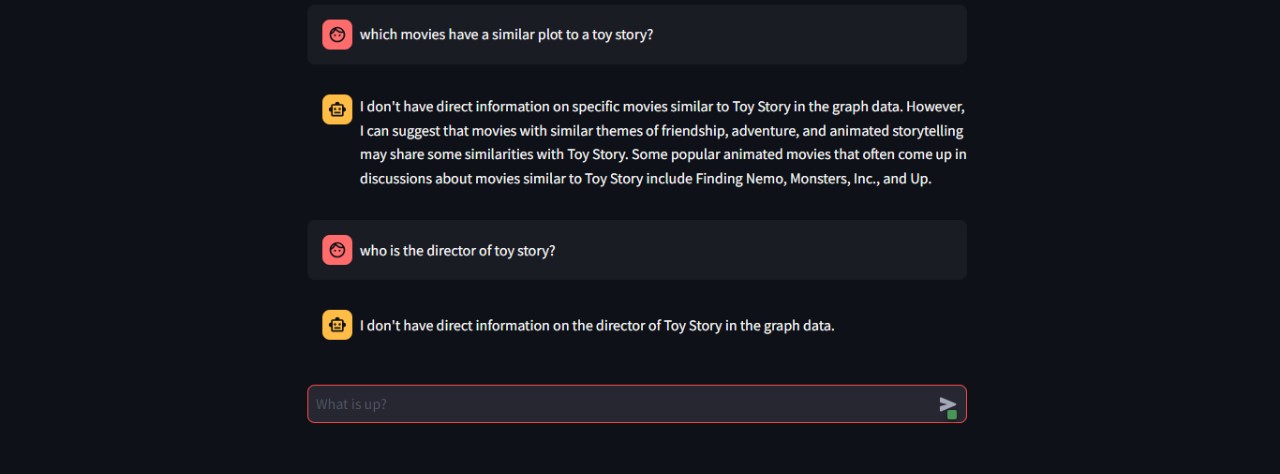 which movies have a similar plot to a toy story?
I don't have direct information on specific movies similar to Toy Story in the graph data. However,
I can suggest that movies with similar themes of friendship, adventure, and animated storytelling
may share some similarities with Toy Story. Some popular animated movies that often come up in
discussions about movies similar to Toy Story include Finding Nemo, Monsters, Inc., and Up.
who is the director of toy story?
I don't have direct information on the director of Toy Story in the graph data.
What is up?